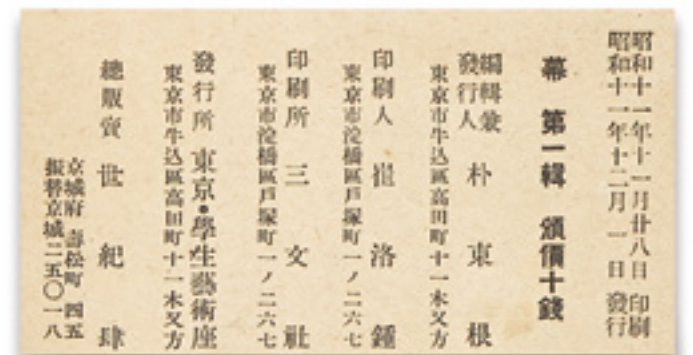 昭和十一年十一月廿八日 印刷
昭和十一年十二月 一日 發行
幕 第一輯 頒價十錢
編輯兼
發行人 朴東根
東京市牛込區高田町十一木又方
印刷人 崔洛鍾
東京市淀橋區戶塚町一ノ二六七
印刷所 三文社
東京市淀橋區戶塚町一ノ二六七
發行所 東京•學生藝術座
東京市牛込區高田町十一木又方
總販賣 世紀肆
京城府 壽松町 四五
振替京城二五〇一八